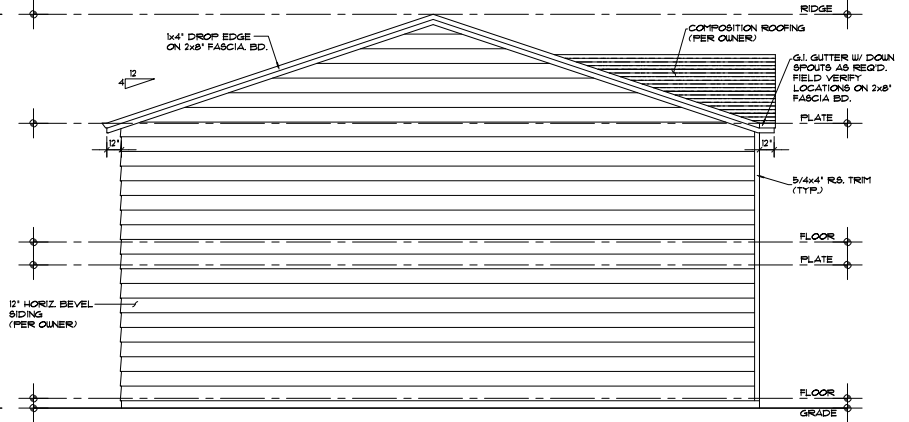 RIDGE
1x4" DROP EDGE
ON 2x8" FASCIA. BD.
COMPOSITION ROOFING
(PER OWNER)
12
4
G.I. GUTTER W/ DOWN
SPOUTS AS REQ'D.
FIELD VERIFY
LOCATIONS ON 2x8"
FASCIA BD.
PLATE
12"
12"
5/4x4" R.S. TRIM
(TYP.)
FLOOR
PLATE
12" HORIZ. BEVEL
SIDING
(PER OWNER)
FLOOR
GRADE